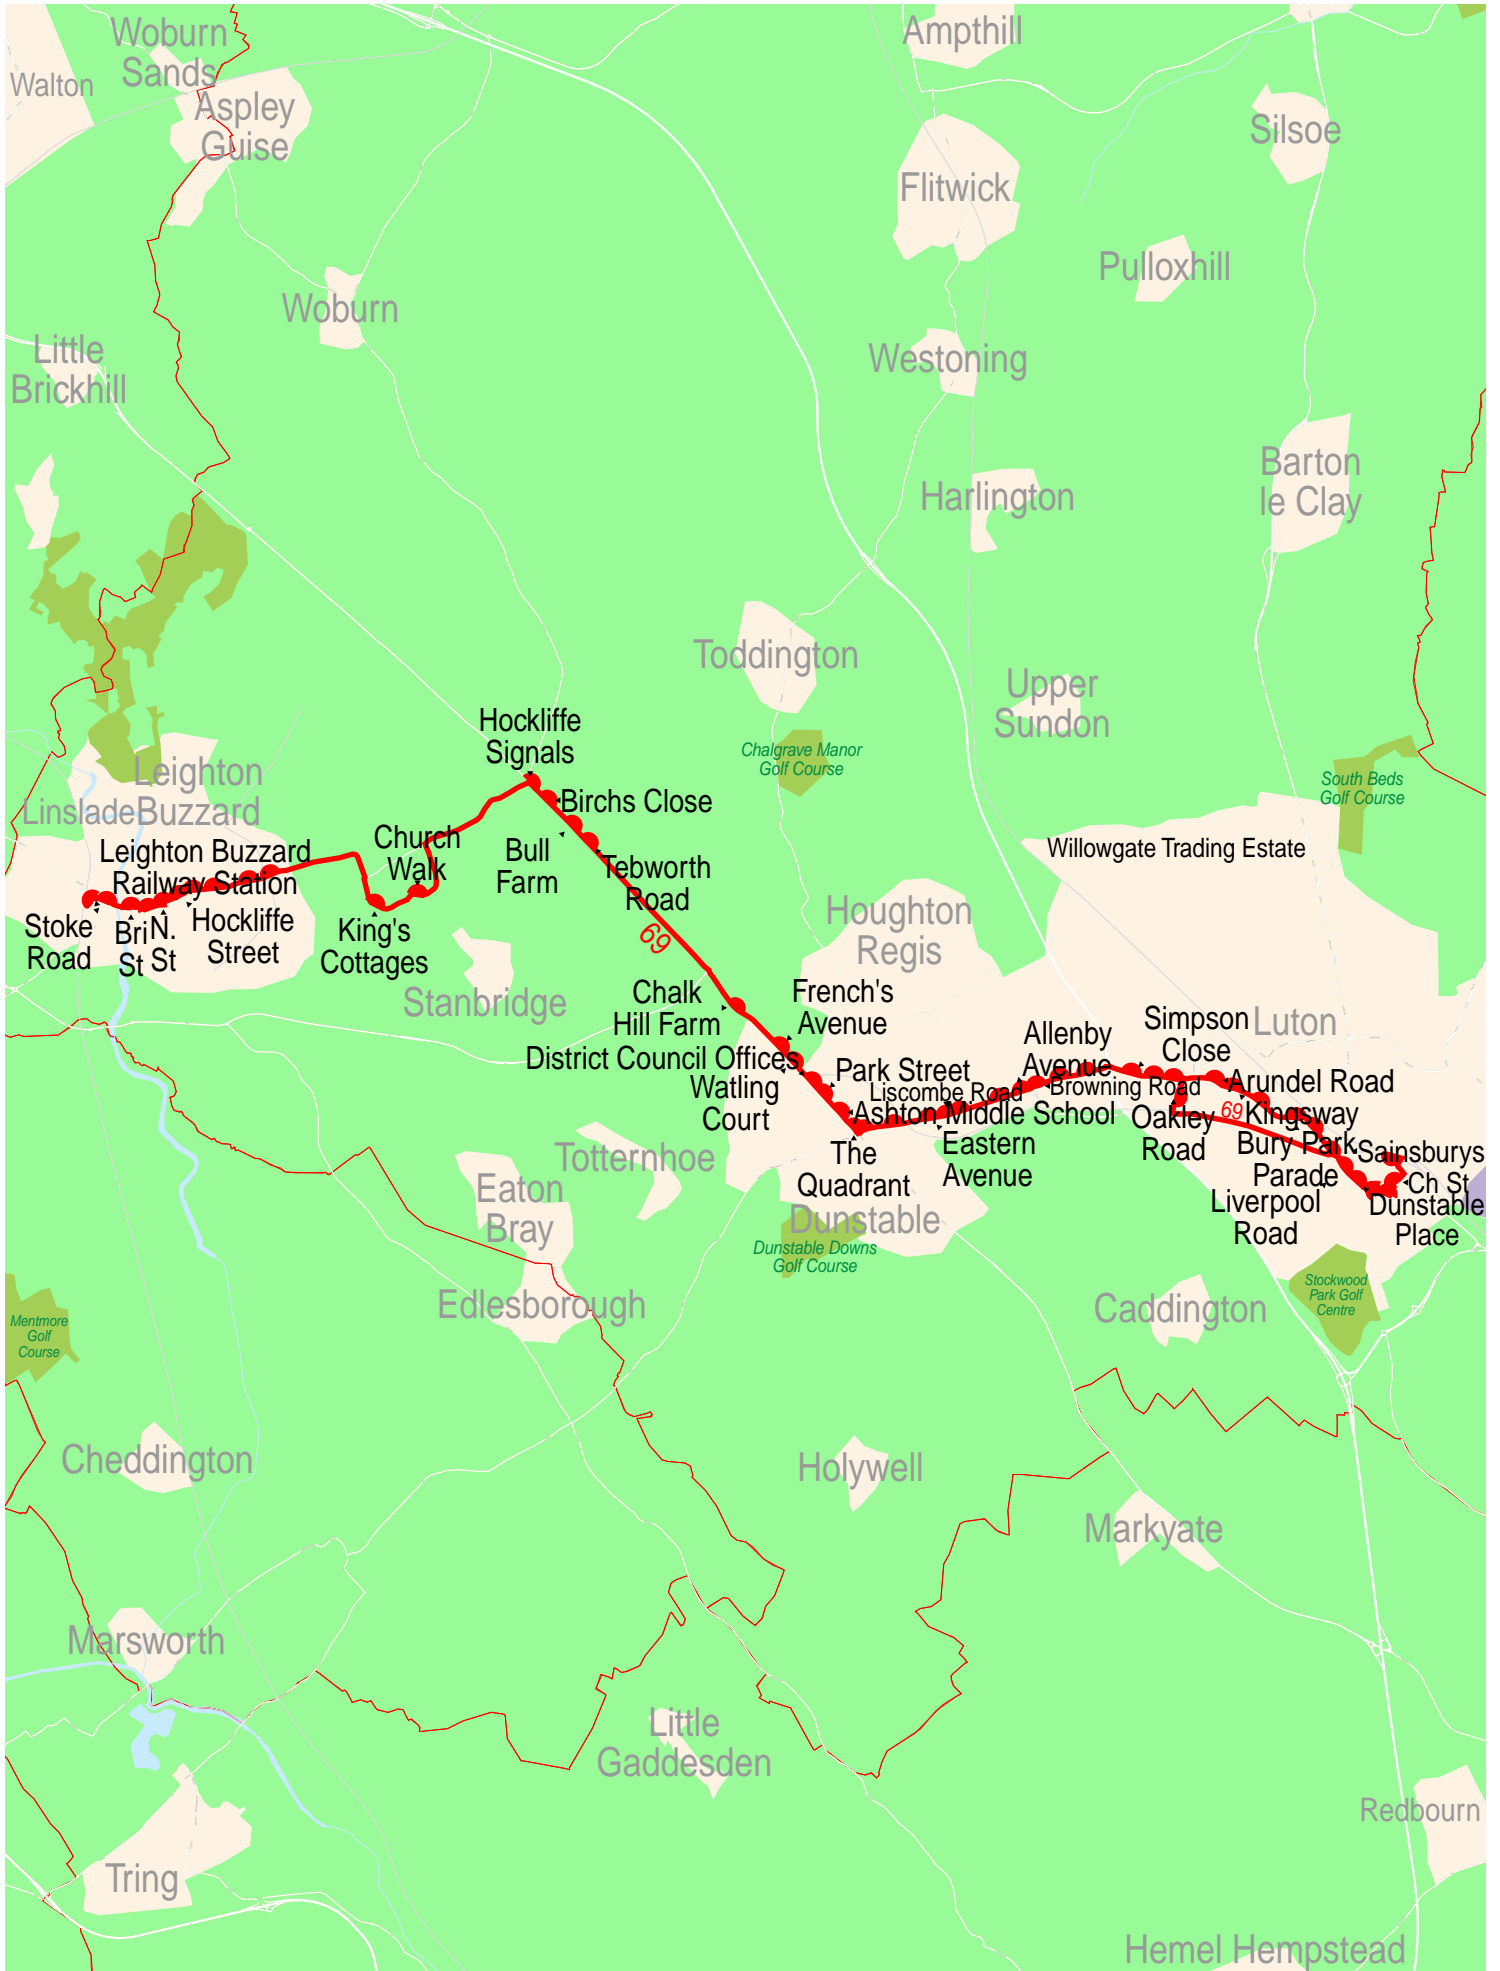 Woburn
Sands
Walton
Aspley
Guise
Ampthill
Silsoe
Flitwick
Pulloxhill
Woburn
Little
Brickhill
Westoning
Barton
le Clay
Harlington
Toddington
Upper
Sundon
Hockliffe
Signals
Chalgrave Manor
Golf Course
South Beds
Golf Course
Leighton
Buzzard
Linslade
Birchs Close
Church
Walk
Bull
Farm
Tebworth
Road
Willowgate Trading Estate
Leighton Buzzard
Railway Station
Stoke
Road
Bri
St
N.
St
Hockliffe
Street
King's
Cottages
69
Houghton
Regis
Stanbridge
Chalk
Hill Farm
French's
Avenue
District Council Offices
Watling
Court
Park Street
Allenby
Avenue
Simpson
Close
Luton
Liscombe Road
Browning Road
Arundel Road
Ashton Middle School
69
Kingsway
Oakley
Road
Bury Park
Parade
Sainsburys
Ch St
Eastern
Avenue
The
Quadrant
Liverpool
Road
Dunstable
Place
Totternhoe
Eaton
Bray
Dunstable
Dunstable Downs
Golf Course
Edlesborough
Caddington
Stockwood
Park Golf
Centre
Mentmore
Golf
Course
Cheddington
Holywell
Markyate
Marsworth
Little
Gaddesden
Redbourn
Tring
Hemel Hempstead